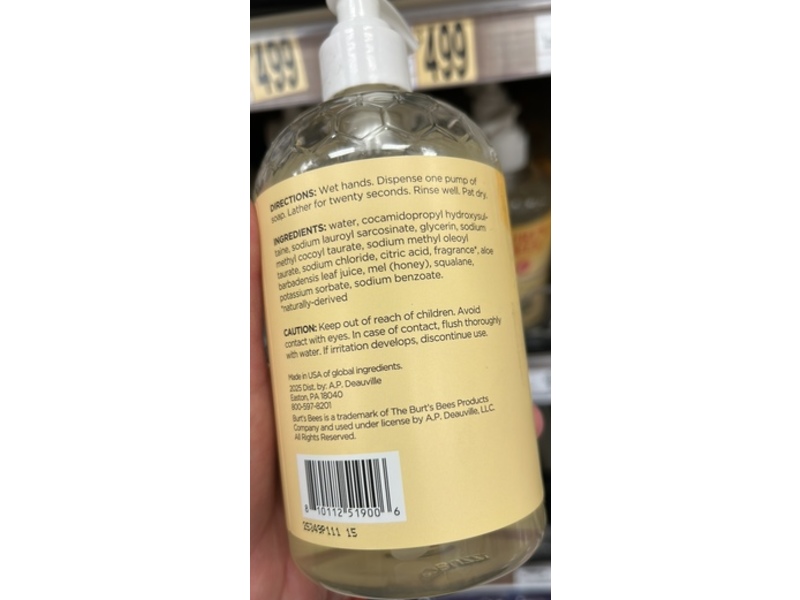 499
499
DIRECTIONS: Wet hands. Dispense one pump of
soap. Lather for twenty seconds. Rinse well. Pat dry.
INGREDIENTS: water, cocamidopropyl hydroxysul-
taine, sodium lauroyl sarcosinate, glycerin, sodium
methyl cocoyl taurate, sodium methyl oleoyl
taurate, sodium chloride, citric acid, fragrance*, aloe
barbadensis leaf juice, mel (honey), squalane,
potassium sorbate, sodium benzoate.
*naturally-derived
CAUTION: Keep out of reach of children. Avoid
contact with eyes. In case of contact, flush thoroughly
with water. If irritation develops, discontinue use.
Made in USA of global ingredients.
2025 Dist. by: A.P. Deauville
Easton, PA 18040
800-597-6201
Burt's Bees is a trademark of The Burt's Bees Products
Company and used under license by A.P. Deauville, LLC.
All Rights Reserved.
8 10112 51900 6
25349P111 15